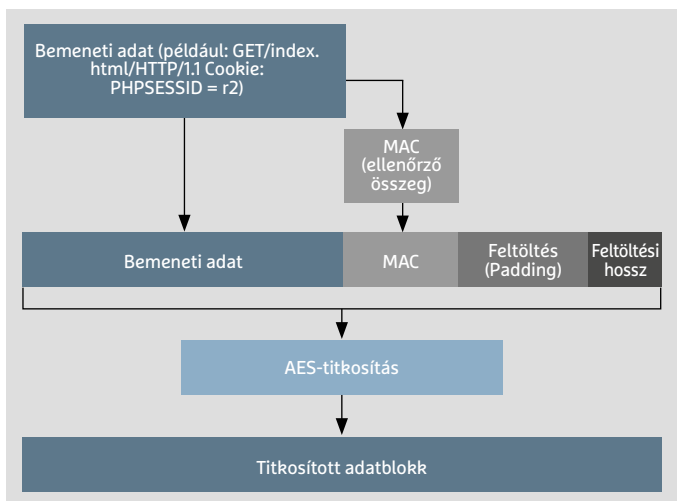 Bemeneti adat (például: GET/index.
html/HTTP/1.1 Cookie:
PHPSESSID = r2)
MAC
(ellenőrző
összeg)
Bemeneti adat
MAC
Feltöltés
(Padding)
Feltöltési
hossz
AES-titkosítás
Titkosított adatblokk